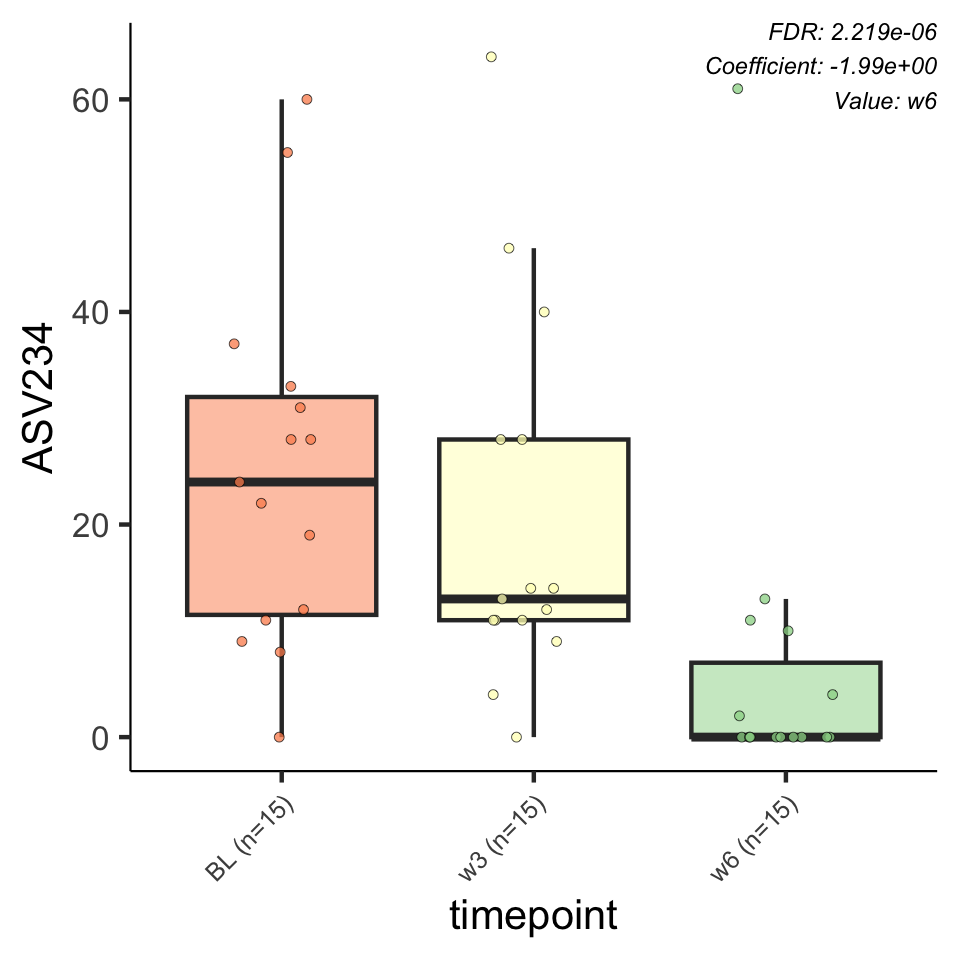 FDR: 2.219e-06
Coefficient: -1.99e+00
Value: w6
60
40
20
0
ASV234
BL (n=15)
w3 (n=15)
w6 (n=15)
timepoint